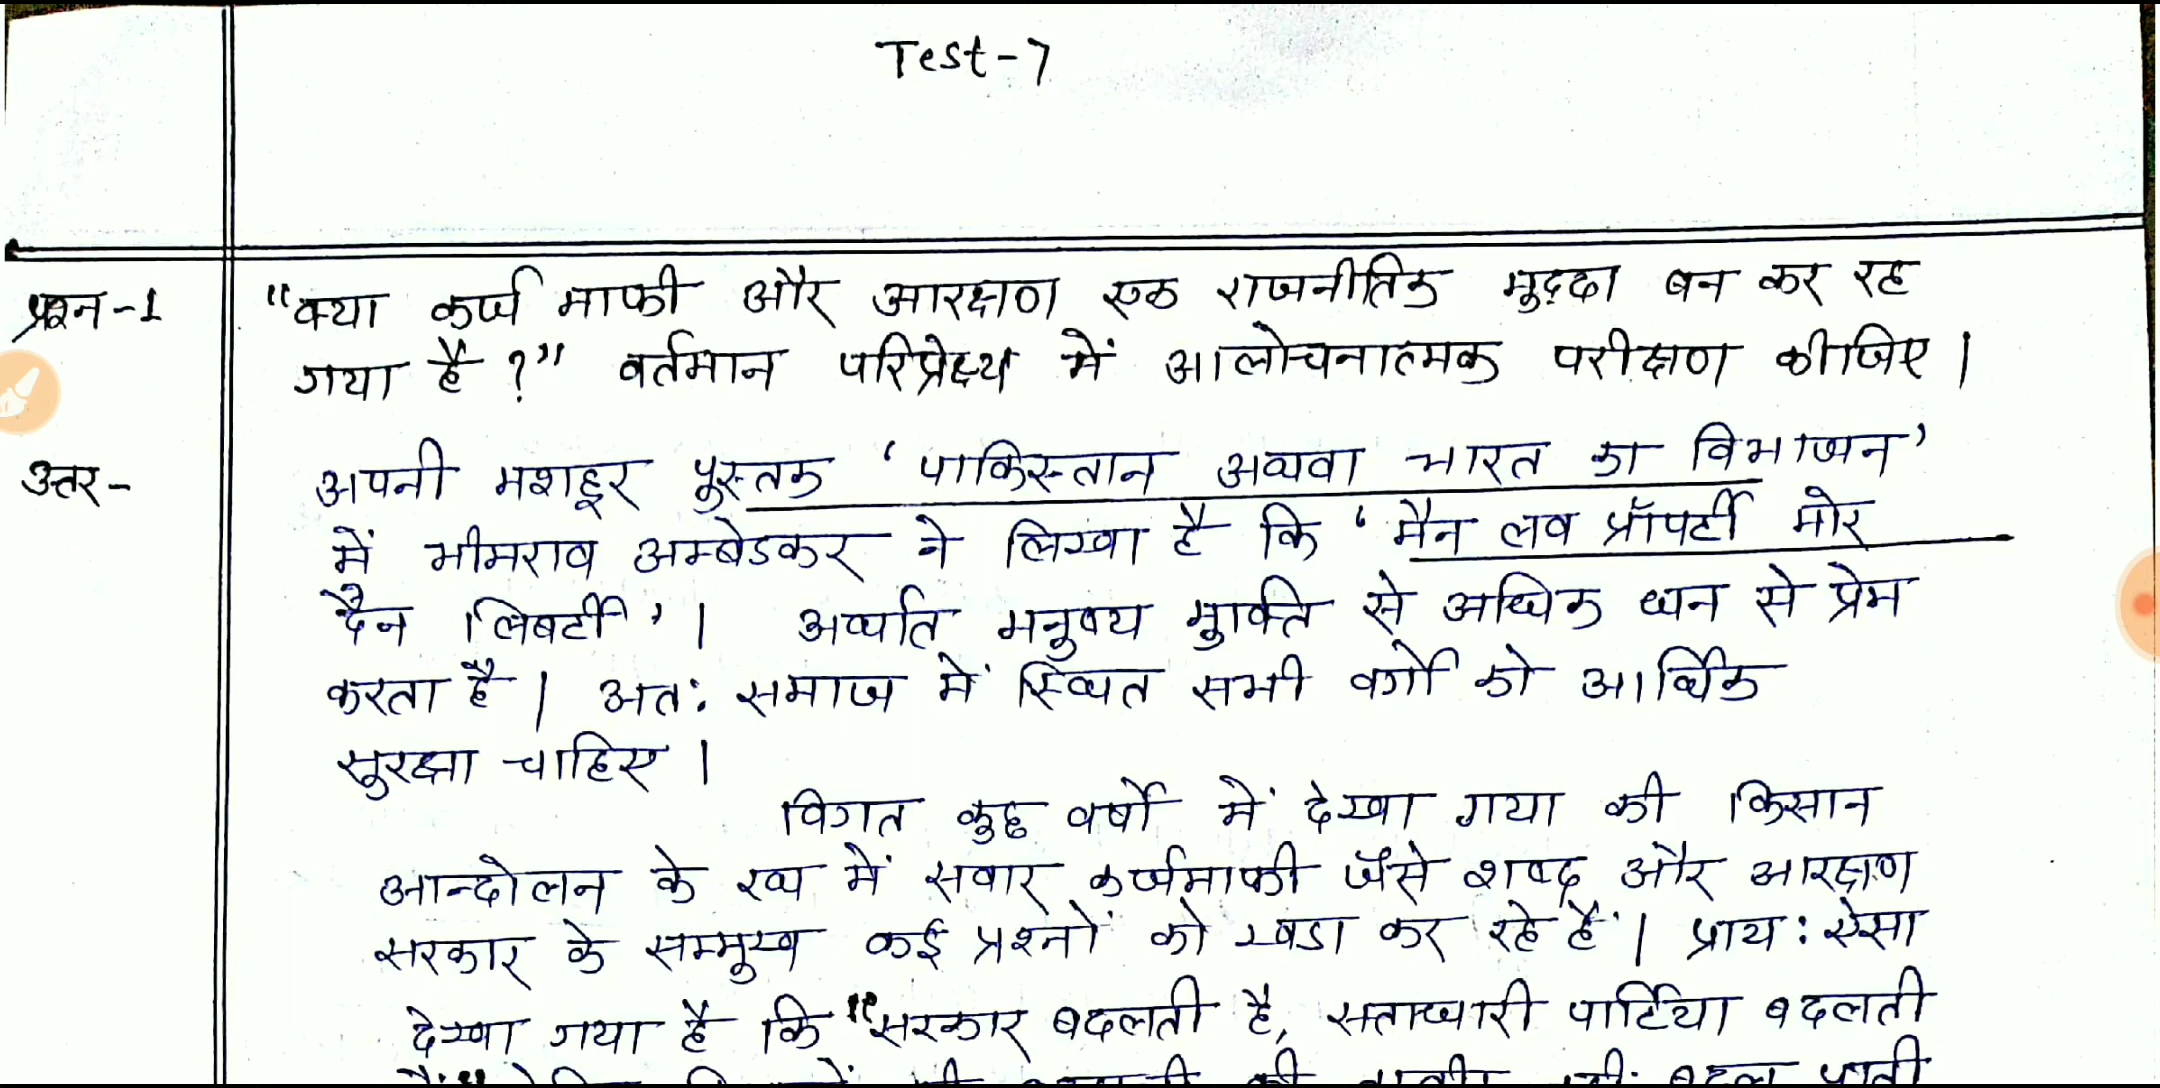 Test-7
प्रश्न-1 "क्या कर्ज माफी और आरक्षण एक राजनीतिक मुद्दा बन कर रह
गया है ?" वर्तमान परिप्रेक्ष्य में आलोचनात्मक परीक्षण कीजिए।
उत्तर- अपनी मशहूर पुस्तक 'पाकिस्तान अथवा भारत का विभाजन'
में भीमराव अम्बेडकर ने लिखा है कि 'मैन लव प्रॉपर्टी मोर
दैन लिबर्टी'। अर्थात मनुष्य मुक्ति से अधिक धन से प्रेम
करता है। अतः समाज में स्थित सभी वर्गो को आर्थिक
सुरक्षा चाहिए।
विगत कुछ वर्षो में देखा गया की किसान
आन्दोलन के रथ में सवार कर्जमाफी जैसे शब्द और आरक्षण
सरकार के सम्मुख कई प्रश्नों को खडा कर रहे हैं। प्रायः ऐसा
देखा गया है कि "सरकार बदलती है, सत्ताधारी पार्टिया बदलती